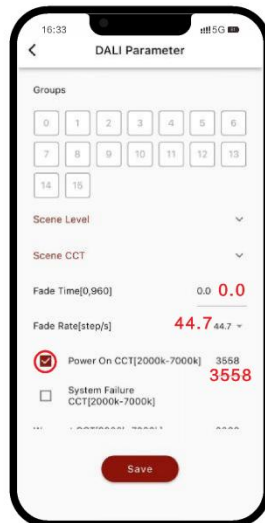 16:33 5G
DALI Parameter
Groups
0 1 2 3 4 5 6
7 8 9 10 11 12 13
14 15
Scene Level
Scene CCT
Fade Time[0,960] 0.0 0.0
Fade Rate[step/s] 44.7 44.7
Power On CCT[2000k-7000k] 3558
3558
System Failure
CCT[2000k-7000k]
Save